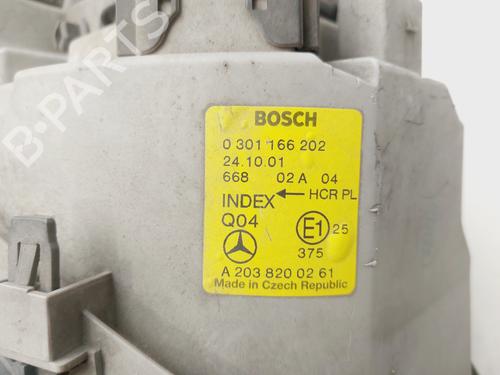 B-PARTS
BOSCH
0 301 166 202
24.10.01
668 02 A 04
INDEX ← HCR PL
Q04 E1 25
375
A 203 820 02 61
Made in Czech Republic